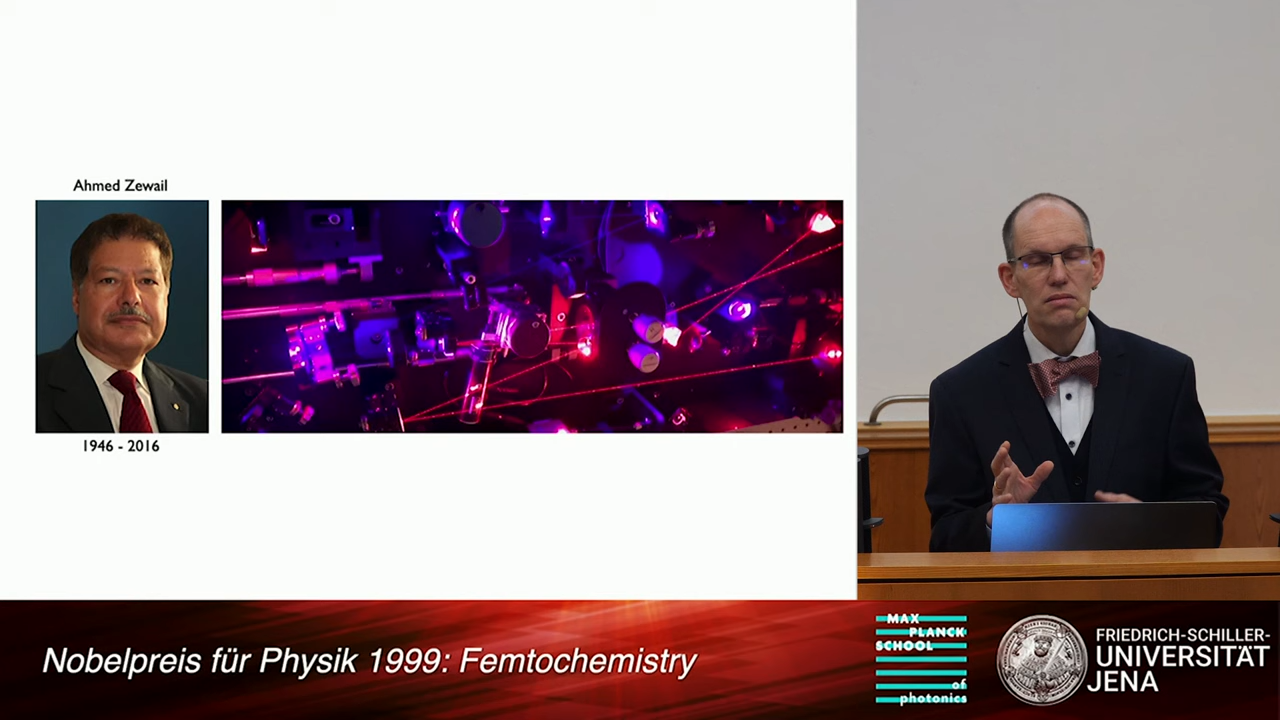 Ahmed Zewail
1946 - 2016
Nobelpreis für Physik 1999: Femtochemistry
MAX
PLANCK
SCHOOL
of
photonics
FRIEDRICH-SCHILLER-
UNIVERSITÄT
JENA